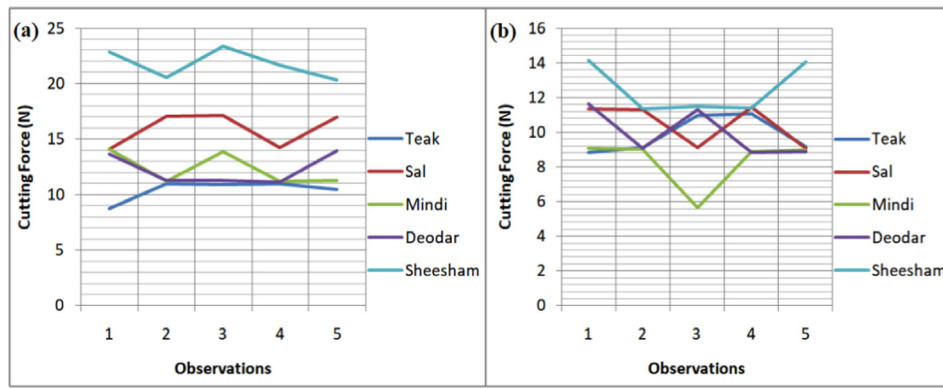 (a)
25
20
15
10
5
0
Cutting Force (N)
1 2 3 4 5
Observations
Teak
Sal
Mindi
Deodar
Sheesham
(b)
16
14
12
10
8
6
4
2
0
Cutting Force (N)
1 2 3 4 5
Observations
Teak
Sal
Mindi
Deodar
Sheesham